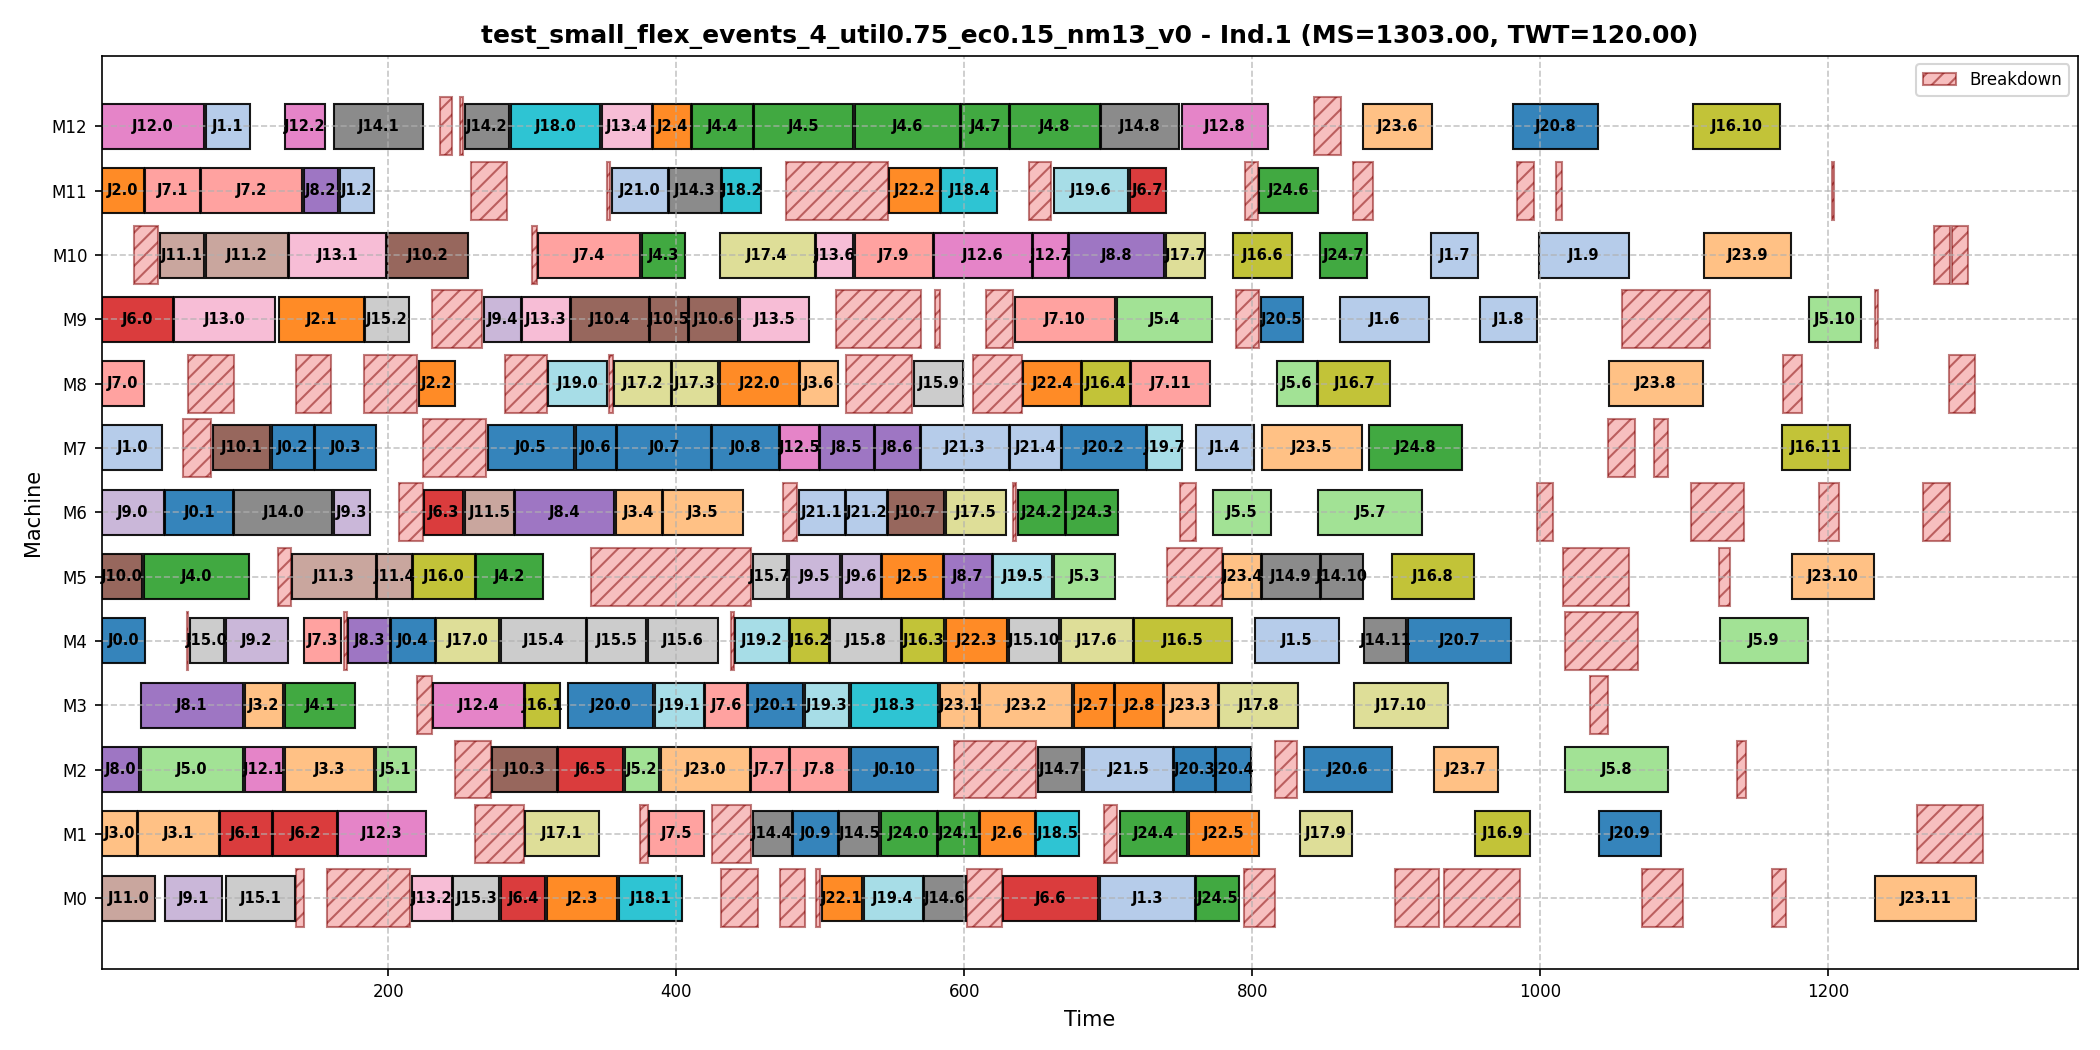 test_small_flex_events_4_util0.75_ec0.15_nm13_v0 - Ind.1 (MS=1303.00, TWT=120.00)
Breakdown
M12 J12.0 J1.1 J12.2 J14.1 J14.2 J18.0 J13.4 J2.4 J4.4 J4.5 J4.6 J4.7 J4.8 J14.8 J12.8 J23.6 J20.8 J16.10
M11 J2.0 J7.1 J7.2 J8.2 J1.2 J21.0 J14.3 J18.2 J22.2 J18.4 J19.6 J6.7 J24.6
M10 J11.1 J11.2 J13.1 J10.2 J7.4 J4.3 J17.4 J13.6 J7.9 J12.6 J12.7 J8.8 J17.7 J16.6 J24.7 J1.7 J1.9 J23.9
M9 J6.0 J13.0 J2.1 J15.2 J9.4 J13.3 J10.4 J10.5 J10.6 J13.5 J7.10 J5.4 J20.5 J1.6 J1.8 J5.10
M8 J7.0 J2.2 J19.0 J17.2 J17.3 J22.0 J3.6 J15.9 J22.4 J16.4 J7.11 J5.6 J16.7 J23.8
M7 J1.0 J10.1 J0.2 J0.3 J0.5 J0.6 J0.7 J0.8 J12.5 J8.5 J8.6 J21.3 J21.4 J20.2 J19.7 J1.4 J23.5 J24.8 J16.11
M6 J9.0 J0.1 J14.0 J9.3 J6.3 J11.5 J8.4 J3.4 J3.5 J21.1 J21.2 J10.7 J17.5 J24.2 J24.3 J5.5 J5.7
M5 J10.0 J4.0 J11.3 J11.4 J16.0 J4.2 J15.7 J9.5 J9.6 J2.5 J8.7 J19.5 J5.3 J23.4 J14.9 J14.10 J16.8 J23.10
M4 J0.0 J15.0 J9.2 J7.3 J8.3 J0.4 J17.0 J15.4 J15.5 J15.6 J19.2 J16.2 J15.8 J16.3 J22.3 J15.10 J17.6 J16.5 J1.5 J14.11 J20.7 J5.9
M3 J8.1 J3.2 J4.1 J12.4 J16.1 J20.0 J19.1 J7.6 J20.1 J19.3 J18.3 J23.1 J23.2 J2.7 J2.8 J23.3 J17.8 J17.10
M2 J8.0 J5.0 J12.1 J3.3 J5.1 J10.3 J6.5 J5.2 J23.0 J7.7 J7.8 J0.10 J14.7 J21.5 J20.3 J20.4 J20.6 J23.7 J5.8
M1 J3.0 J3.1 J6.1 J6.2 J12.3 J17.1 J7.5 J14.4 J0.9 J14.5 J24.0 J24.1 J2.6 J18.5 J24.4 J22.5 J17.9 J16.9 J20.9
M0 J11.0 J9.1 J15.1 J13.2 J15.3 J6.4 J2.3 J18.1 J22.1 J19.4 J14.6 J6.6 J1.3 J24.5 J23.11
200 400 600 800 1000 1200
Time
Machine